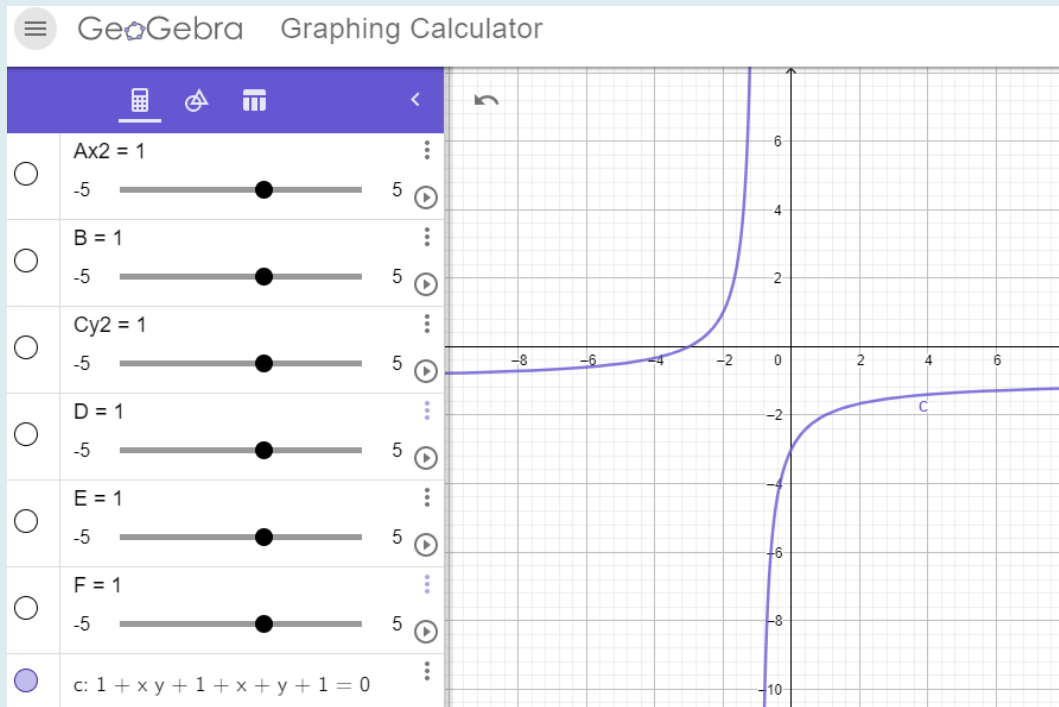 GeoGebra Graphing Calculator
Ax2 = 1
-5 5
B = 1
-5 5
Cy2 = 1
-5 5
D = 1
-5 5
E = 1
-5 5
F = 1
-5 5
c: 1 + x y + 1 + x + y + 1 = 0
6
4
2
–8 –6 –4 –2 0 2 4 6
c
–2
–4
–6
–8
–10